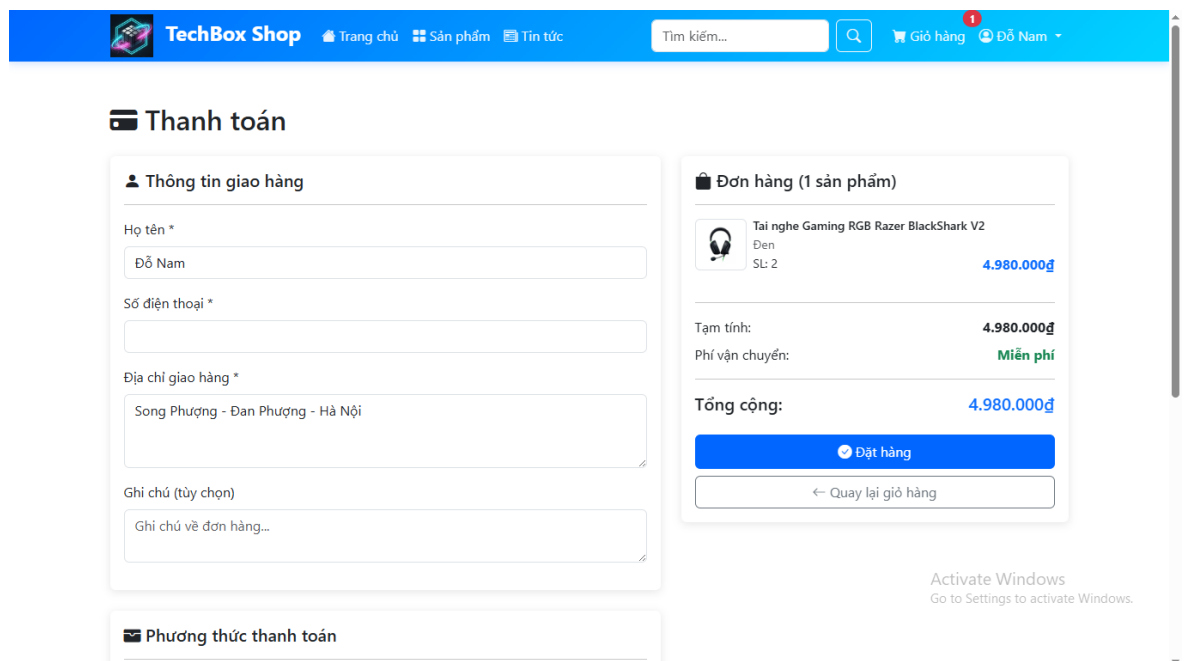 TechBox Shop Trang chủ Sản phẩm Tin tức Tìm kiếm... Giỏ hàng 1 Đỗ Nam
Thanh toán
Thông tin giao hàng
Họ tên *
Đỗ Nam
Số điện thoại *
Địa chỉ giao hàng *
Song Phượng - Đan Phượng - Hà Nội
Ghi chú (tùy chọn)
Ghi chú về đơn hàng...
Phương thức thanh toán
Đơn hàng (1 sản phẩm)
Tai nghe Gaming RGB Razer BlackShark V2
Đen
SL: 2 4.980.000₫
Tạm tính: 4.980.000₫
Phí vận chuyển: Miễn phí
Tổng cộng: 4.980.000₫
Đặt hàng
← Quay lại giỏ hàng
Activate Windows
Go to Settings to activate Windows.